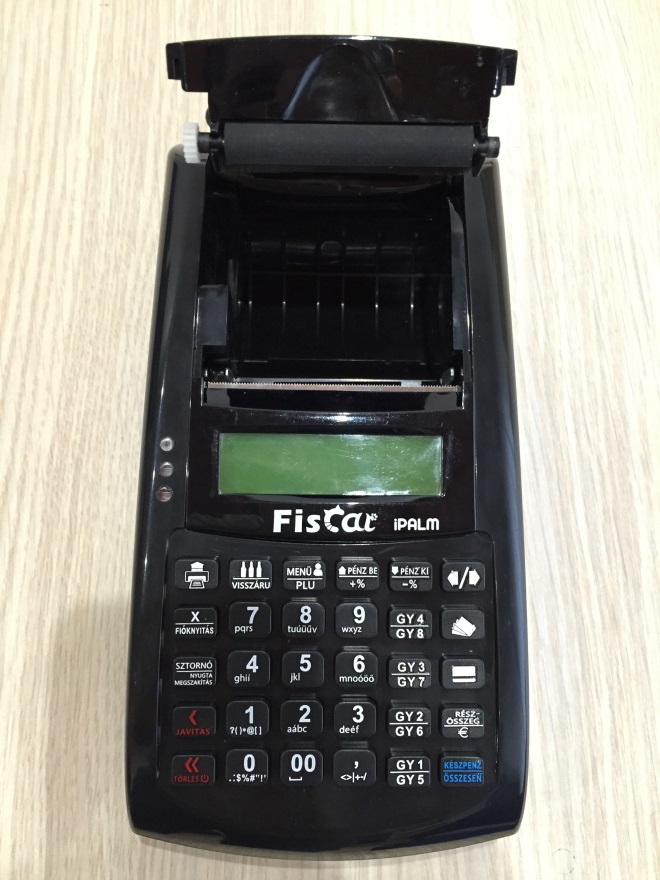 FisCar iPALM
VISSZÁRU
MENÜ
PLU
PÉNZ BE
+%
PÉNZ KI
-%
/
X
FIÓKNYITÁS
7
pqrs
8
tuúüűv
9
wxyz
GY 4
GY 8
SZTORNÓ
NYUGTA
MEGSZAKÍTÁS
4
ghií
5
jkl
6
mnoóöő
GY 3
GY 7
<
JAVÍTÁS
1
?()*@[]
2
aábc
3
deéf
GY 2
GY 6
RÉSZ-
ÖSSZEG
€
<<
TÖRLÉS
0
.:$%#"!'
00
,
<>|+-/
GY 1
GY 5
KÉSZPÉNZ
ÖSSZESEN